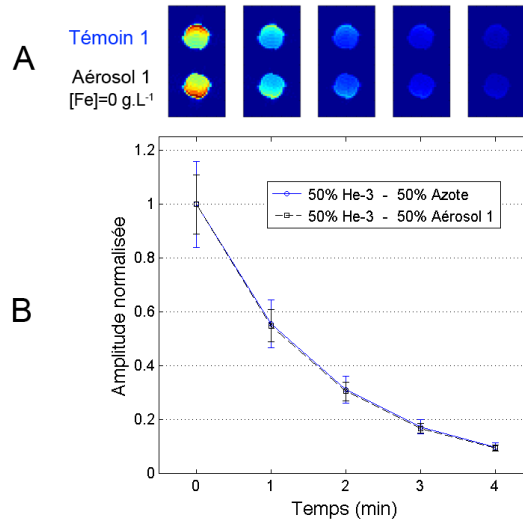 A
Témoin 1
Aérosol 1
[Fe]=0 g.L⁻¹
B
Amplitude normalisée
1.2
1
0.8
0.6
0.4
0.2
0
50% He-3 - 50% Azote
50% He-3 - 50% Aérosol 1
0 1 2 3 4
Temps (min)